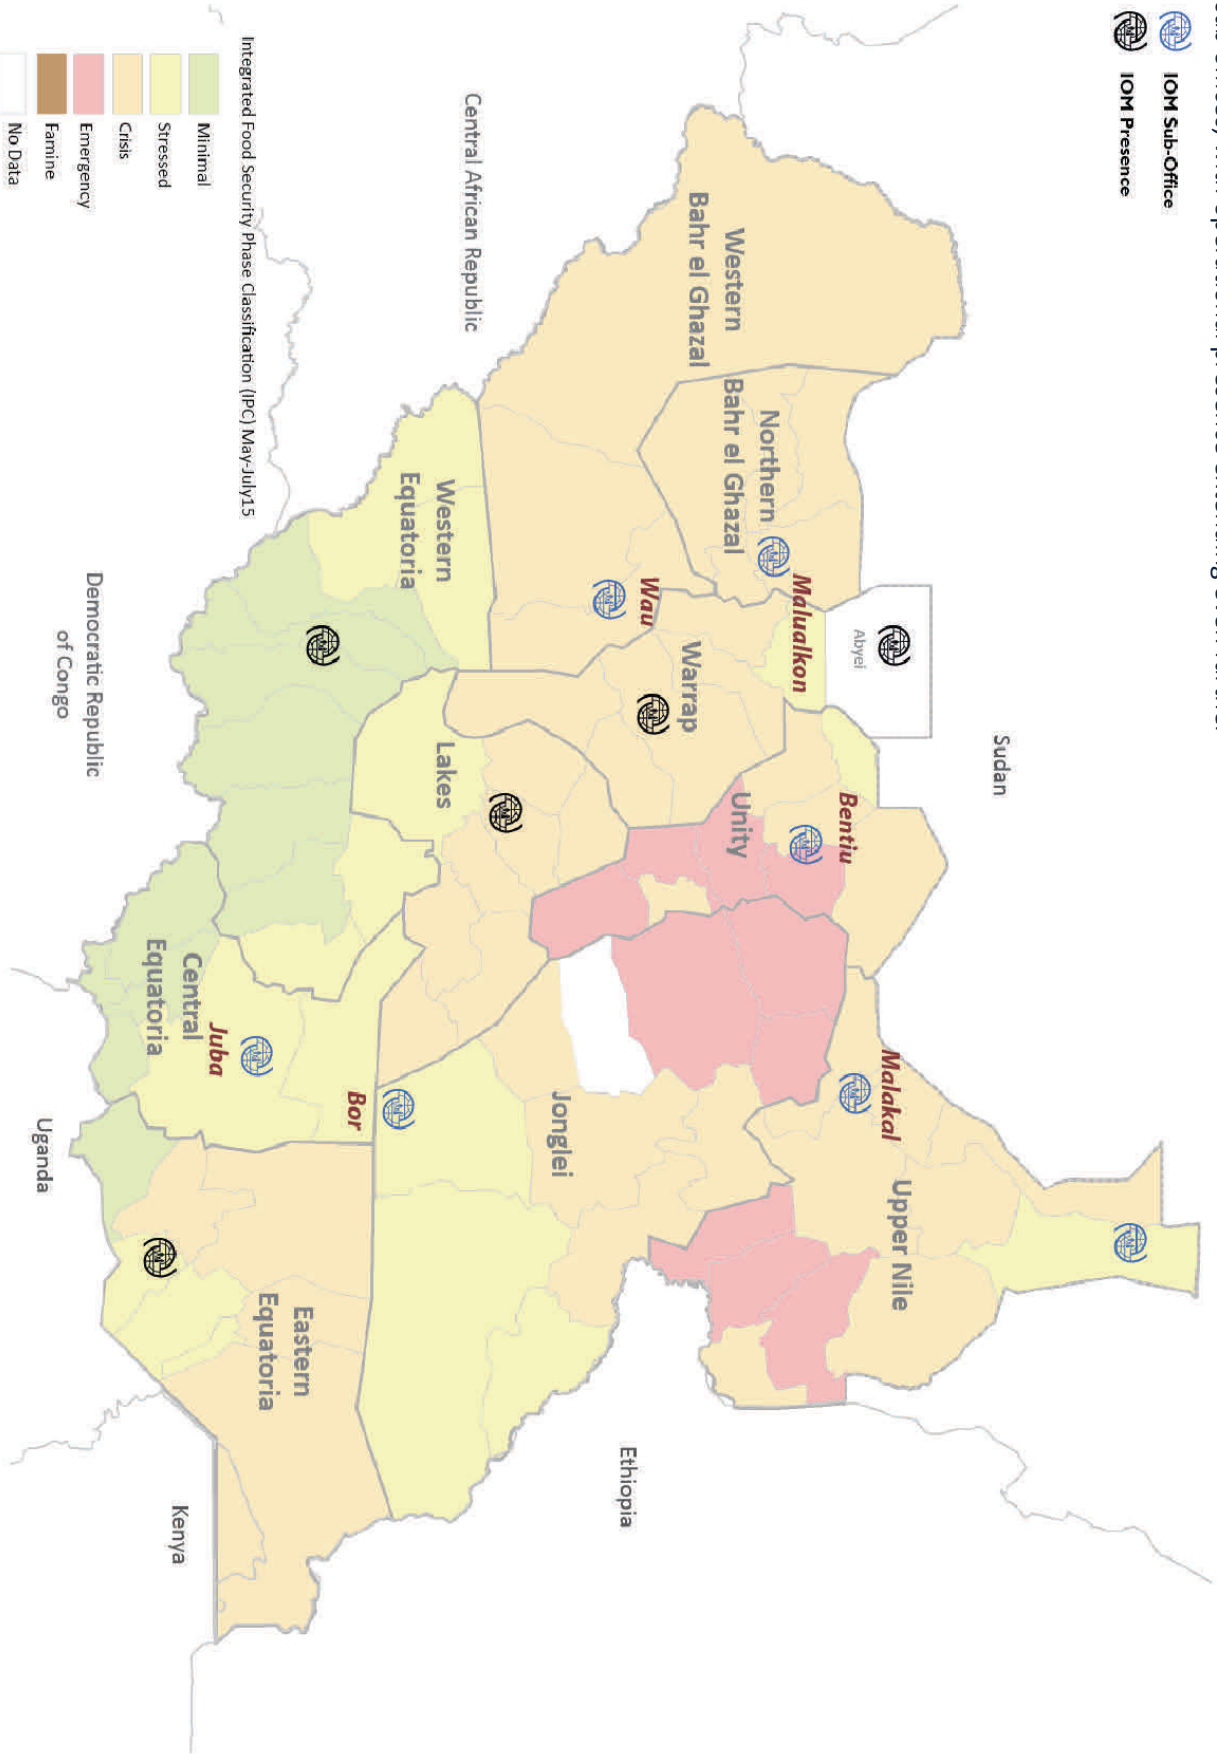 IOM Sub-Office
IOM Presence
Sudan
Abyei
Malualkon
Northern
Bahr el Ghazal
Western
Bahr el Ghazal
Wau
Warrap
Bentiu
Unity
Malakal
Upper Nile
Central African Republic
Western
Equatoria
Lakes
Jonglei
Ethiopia
Bor
Juba
Central
Equatoria
Eastern
Equatoria
Democratic Republic
of Congo
Uganda
Kenya
Integrated Food Security Phase Classification (IPC) May-July15
Minimal
Stressed
Crisis
Emergency
Famine
No Data